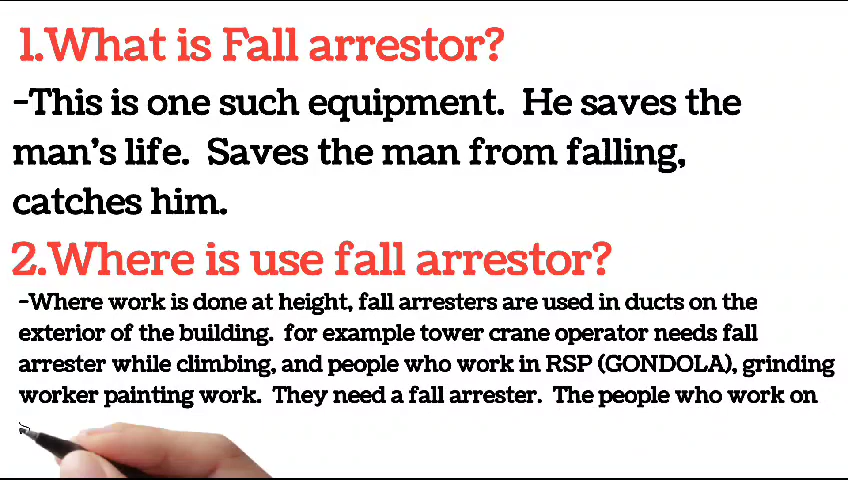 1.What is Fall arrestor?
-This is one such equipment. He saves the
man's life. Saves the man from falling,
catches him.
2.Where is use fall arrestor?
-Where work is done at height, fall arresters are used in ducts on the
exterior of the building. for example tower crane operator needs fall
arrester while climbing, and people who work in RSP (GONDOLA), grinding
worker painting work. They need a fall arrester. The people who work on